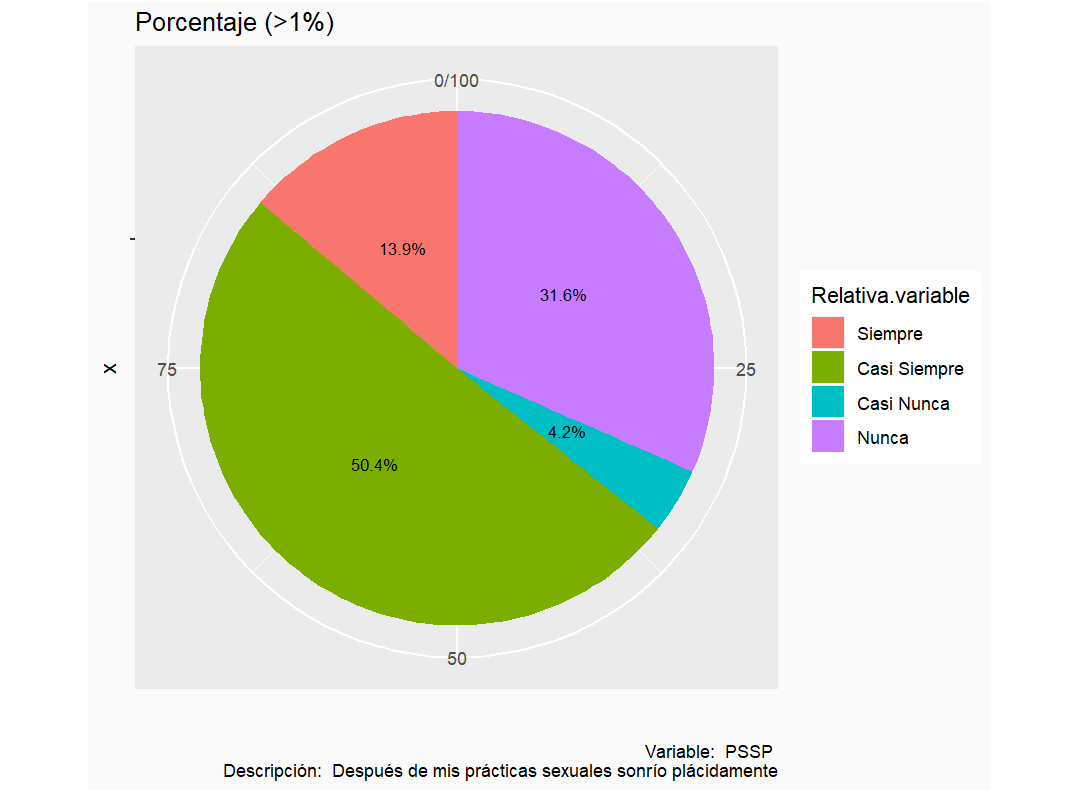 Porcentaje (>1%)
0/100
13.9%
31.6%
Relativa.variable
Siempre
Casi Siempre
Casi Nunca
Nunca
x
75
25
4.2%
50.4%
50
Variable:  PSSP
Descripción:  Después de mis prácticas sexuales sonrío plácidamente